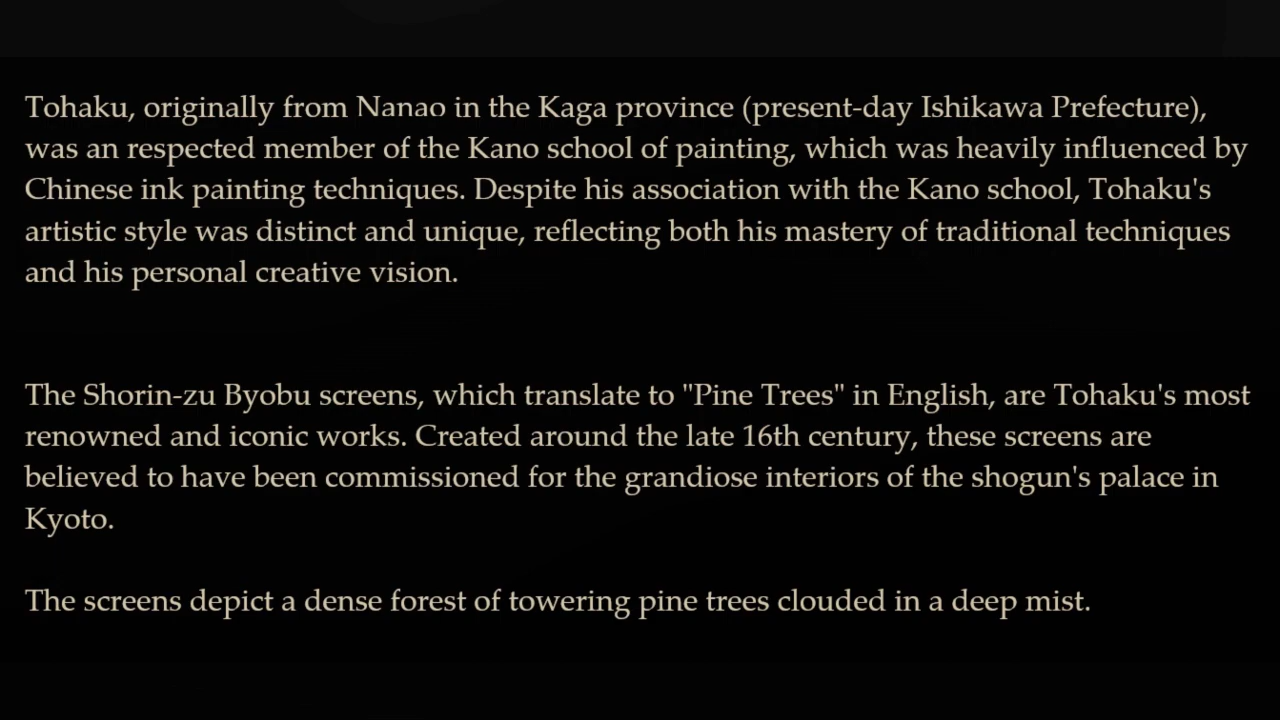 Tohaku, originally from Nanao in the Kaga province (present-day Ishikawa Prefecture),
was an respected member of the Kano school of painting, which was heavily influenced by
Chinese ink painting techniques. Despite his association with the Kano school, Tohaku's
artistic style was distinct and unique, reflecting both his mastery of traditional techniques
and his personal creative vision.
The Shorin-zu Byobu screens, which translate to "Pine Trees" in English, are Tohaku's most
renowned and iconic works. Created around the late 16th century, these screens are
believed to have been commissioned for the grandiose interiors of the shogun's palace in
Kyoto.
The screens depict a dense forest of towering pine trees clouded in a deep mist.